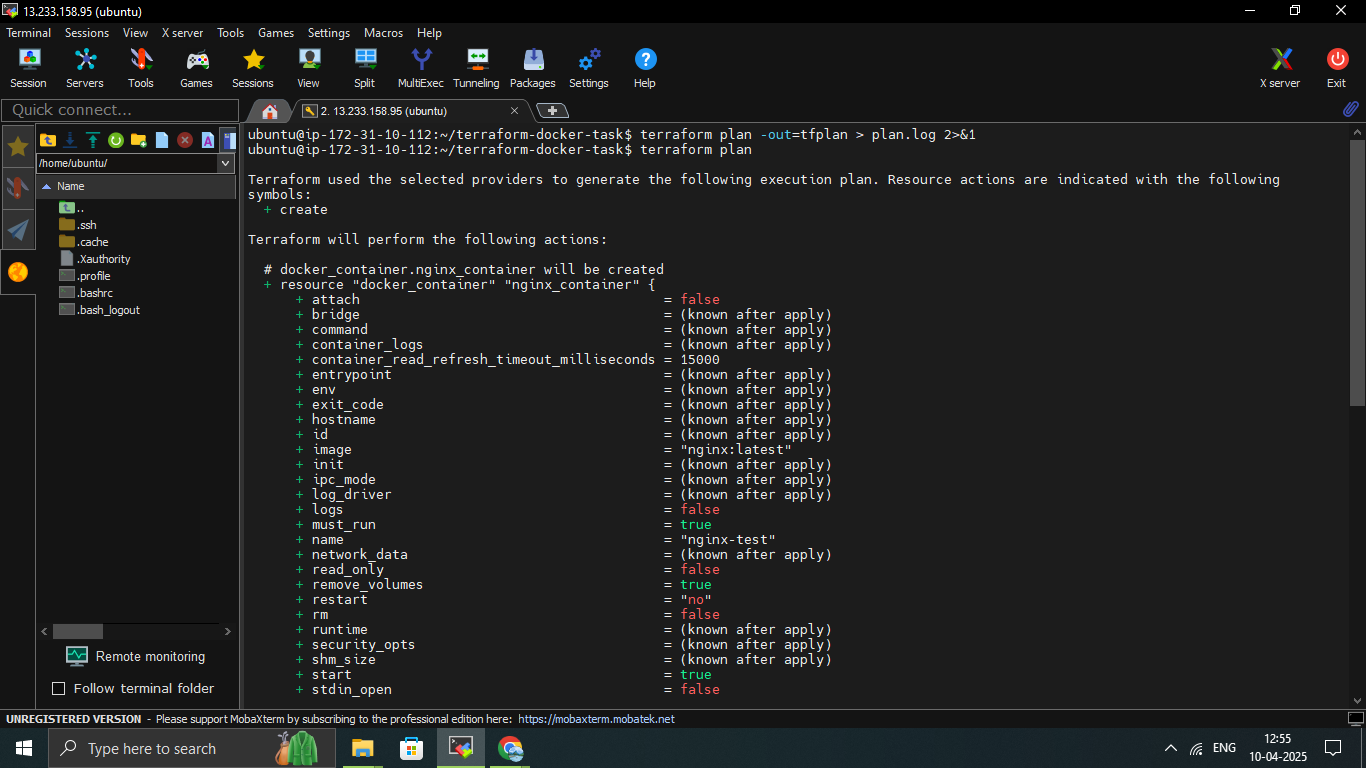 13.233.158.95 (ubuntu)
Terminal Sessions View X server Tools Games Settings Macros Help
Session Servers Tools Games Sessions View Split MultiExec Tunneling Packages Settings Help X server Exit
Quick connect...
2. 13.233.158.95 (ubuntu)
/home/ubuntu/
Name
..
.ssh
.cache
.Xauthority
.profile
.bashrc
.bash_logout
Remote monitoring
Follow terminal folder
ubuntu@ip-172-31-10-112:~/terraform-docker-task$ terraform plan -out=tfplan > plan.log 2>&1
ubuntu@ip-172-31-10-112:~/terraform-docker-task$ terraform plan
Terraform used the selected providers to generate the following execution plan. Resource actions are indicated with the following
symbols:
+ create
Terraform will perform the following actions:
# docker_container.nginx_container will be created
+ resource "docker_container" "nginx_container" {
+ attach = false
+ bridge = (known after apply)
+ command = (known after apply)
+ container_logs = (known after apply)
+ container_read_refresh_timeout_milliseconds = 15000
+ entrypoint = (known after apply)
+ env = (known after apply)
+ exit_code = (known after apply)
+ hostname = (known after apply)
+ id = (known after apply)
+ image = "nginx:latest"
+ init = (known after apply)
+ ipc_mode = (known after apply)
+ log_driver = (known after apply)
+ logs = false
+ must_run = true
+ name = "nginx-test"
+ network_data = (known after apply)
+ read_only = false
+ remove_volumes = true
+ restart = "no"
+ rm = false
+ runtime = (known after apply)
+ security_opts = (known after apply)
+ shm_size = (known after apply)
+ start = true
+ stdin_open = false
UNREGISTERED VERSION - Please support MobaXterm by subscribing to the professional edition here: https://mobaxterm.mobatek.net
Type here to search
ENG
12:55
10-04-2025